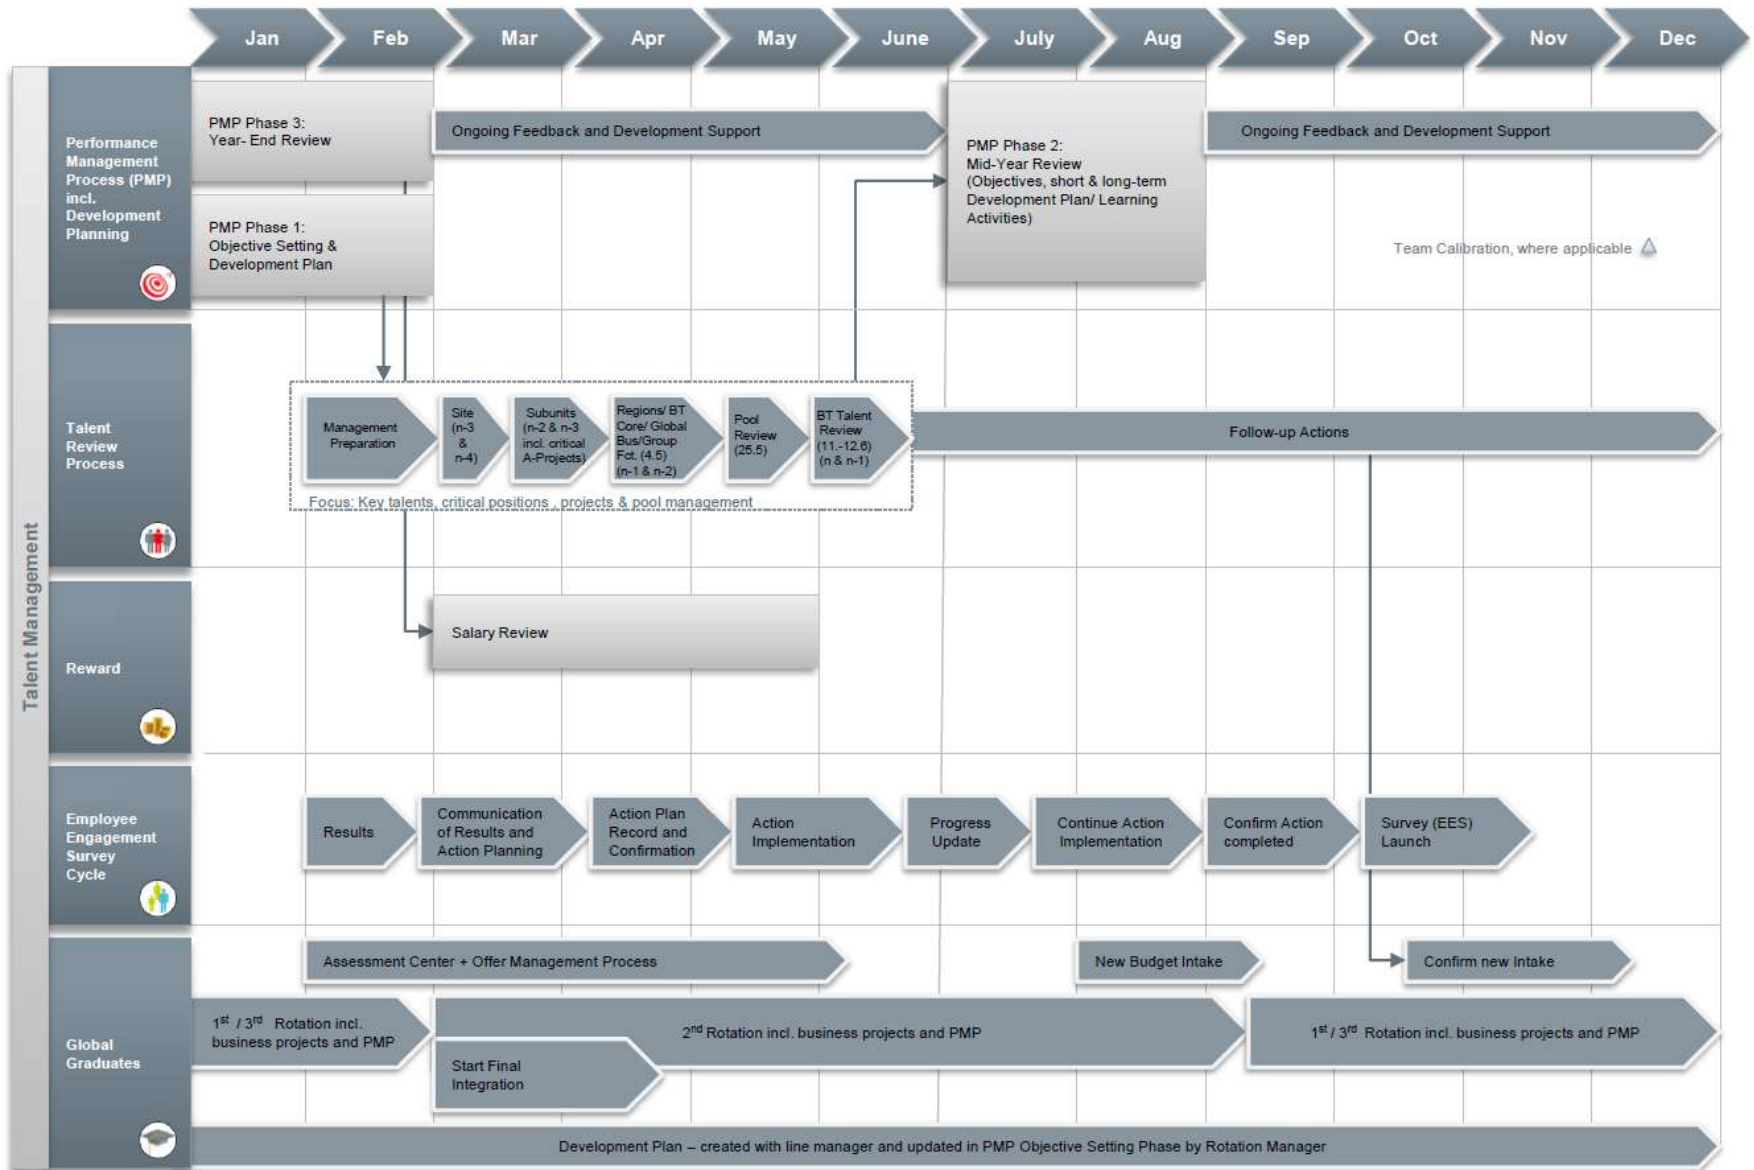 Jan
Feb
Mar
Apr
May
June
July
Aug
Sep
Oct
Nov
Dec
Talent Management
Performance
Management
Process (PMP)
incl.
Development
Planning
PMP Phase 3:
Year- End Review
PMP Phase 1:
Objective Setting &
Development Plan
Ongoing Feedback and Development Support
PMP Phase 2:
Mid-Year Review
(Objectives, short & long-term
Development Plan/ Learning
Activities)
Ongoing Feedback and Development Support
Team Calibration, where applicable
Talent
Review
Process
Management
Preparation
Site
(n-3
&
n-4)
Subunits
(n-2 & n-3
incl. critical
A-Projects)
Regions/ BT
Core/ Global
Bus/Group
Fct. (4.5)
(n-1 & n-2)
Pool
Review
(25.5)
BT Talent
Review
(11.-12.6)
(n & n-1)
Follow-up Actions
Focus: Key talents, critical positions , projects & pool management
Reward
Salary Review
Employee
Engagement
Survey
Cycle
Results
Communication
of Results and
Action Planning
Action Plan
Record and
Confirmation
Action
Implementation
Progress
Update
Continue Action
Implementation
Confirm Action
completed
Survey (EES)
Launch
Global
Graduates
Assessment Center + Offer Management Process
New Budget Intake
Confirm new Intake
1st / 3rd Rotation incl.
business projects and PMP
2nd Rotation incl. business projects and PMP
1st / 3rd Rotation incl. business projects and PMP
Start Final
Integration
Development Plan – created with line manager and updated in PMP Objective Setting Phase by Rotation Manager